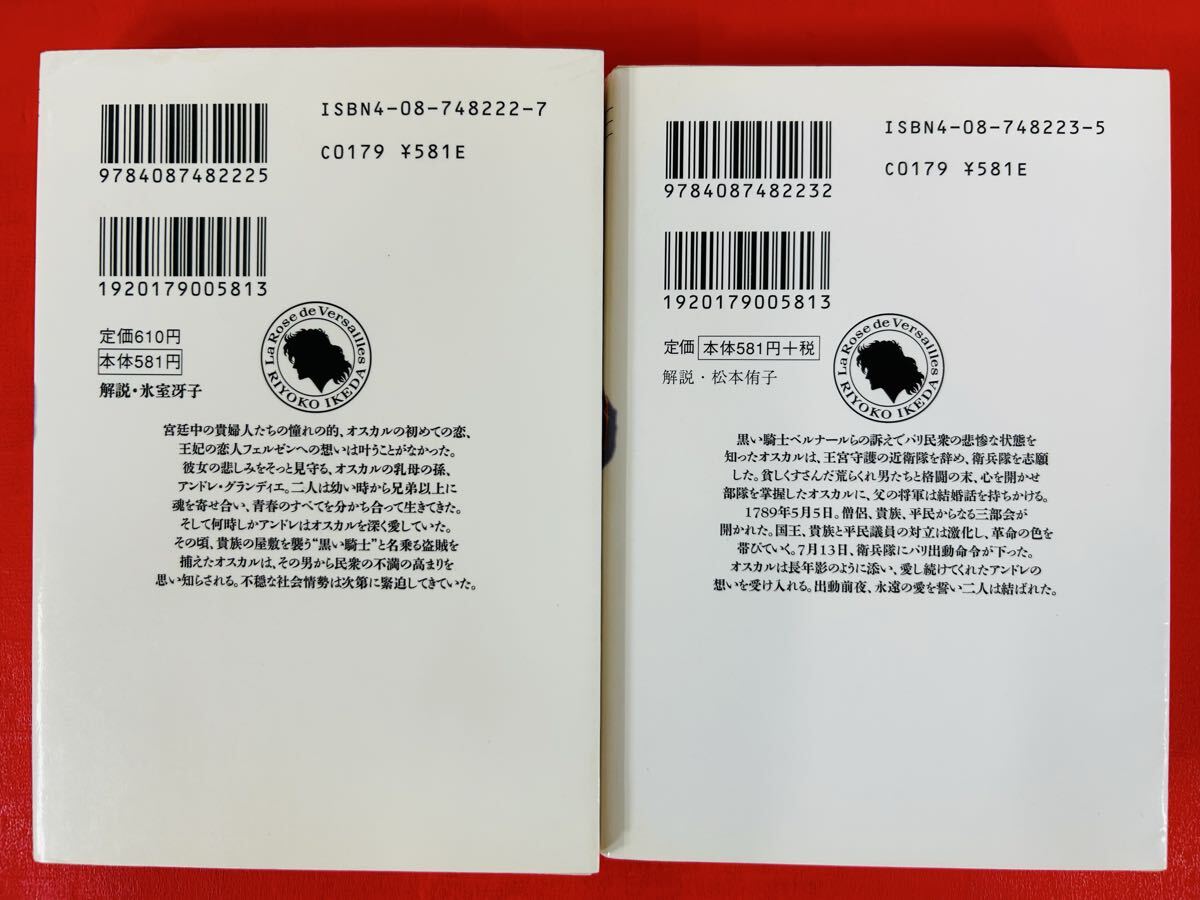 ISBN4-08-748222-7
C0179 ¥581E
9784087482225
1920179005813
定価610円
本体581円
解説・氷室冴子
La Rose de Versailles
RIYOKO IKEDA
宮廷中の貴婦人たちの憧れの的、オスカルの初めての恋、
王妃の恋人フェルゼンへの想いは叶うことがなかった。
彼女の悲しみをそっと見守る、オスカルの乳母の孫、
アンドレ・グランディエ。二人は幼い時から兄弟以上に
魂を寄せ合い、青春のすべてを分かち合って生きてきた。
そして何時しかアンドレはオスカルを深く愛していた。
その頃、貴族の屋敷を襲う“黒い騎士”と名乗る盗賊を
捕えたオスカルは、その男から民衆の不満の高まりを
思い知らされる。不穏な社会情勢は次第に緊迫してきていた。
ISBN4-08-748223-5
C0179 ¥581E
9784087482232
1920179005813
定価 本体581円+税
解説・松本侑子
La Rose de Versailles
RIYOKO IKEDA
黒い騎士ベルナールらの訴えでパリ民衆の悲惨な状態を
知ったオスカルは、王宮守護の近衛隊を辞め、衛兵隊を志願
した。貧しくすさんだ荒らくれ男たちと格闘の末、心を開かせ
部隊を掌握したオスカルに、父の将軍は結婚話を持ちかける。
1789年5月5日。僧侶、貴族、平民からなる三部会が
開かれた。国王、貴族と平民議員の対立は激化し、革命の色を
帯びていく。7月13日、衛兵隊にパリ出動命令が下った。
オスカルは長年影のように添い、愛し続けてくれたアンドレの
想いを受け入れる。出動前夜、永遠の愛を誓い二人は結ばれた。